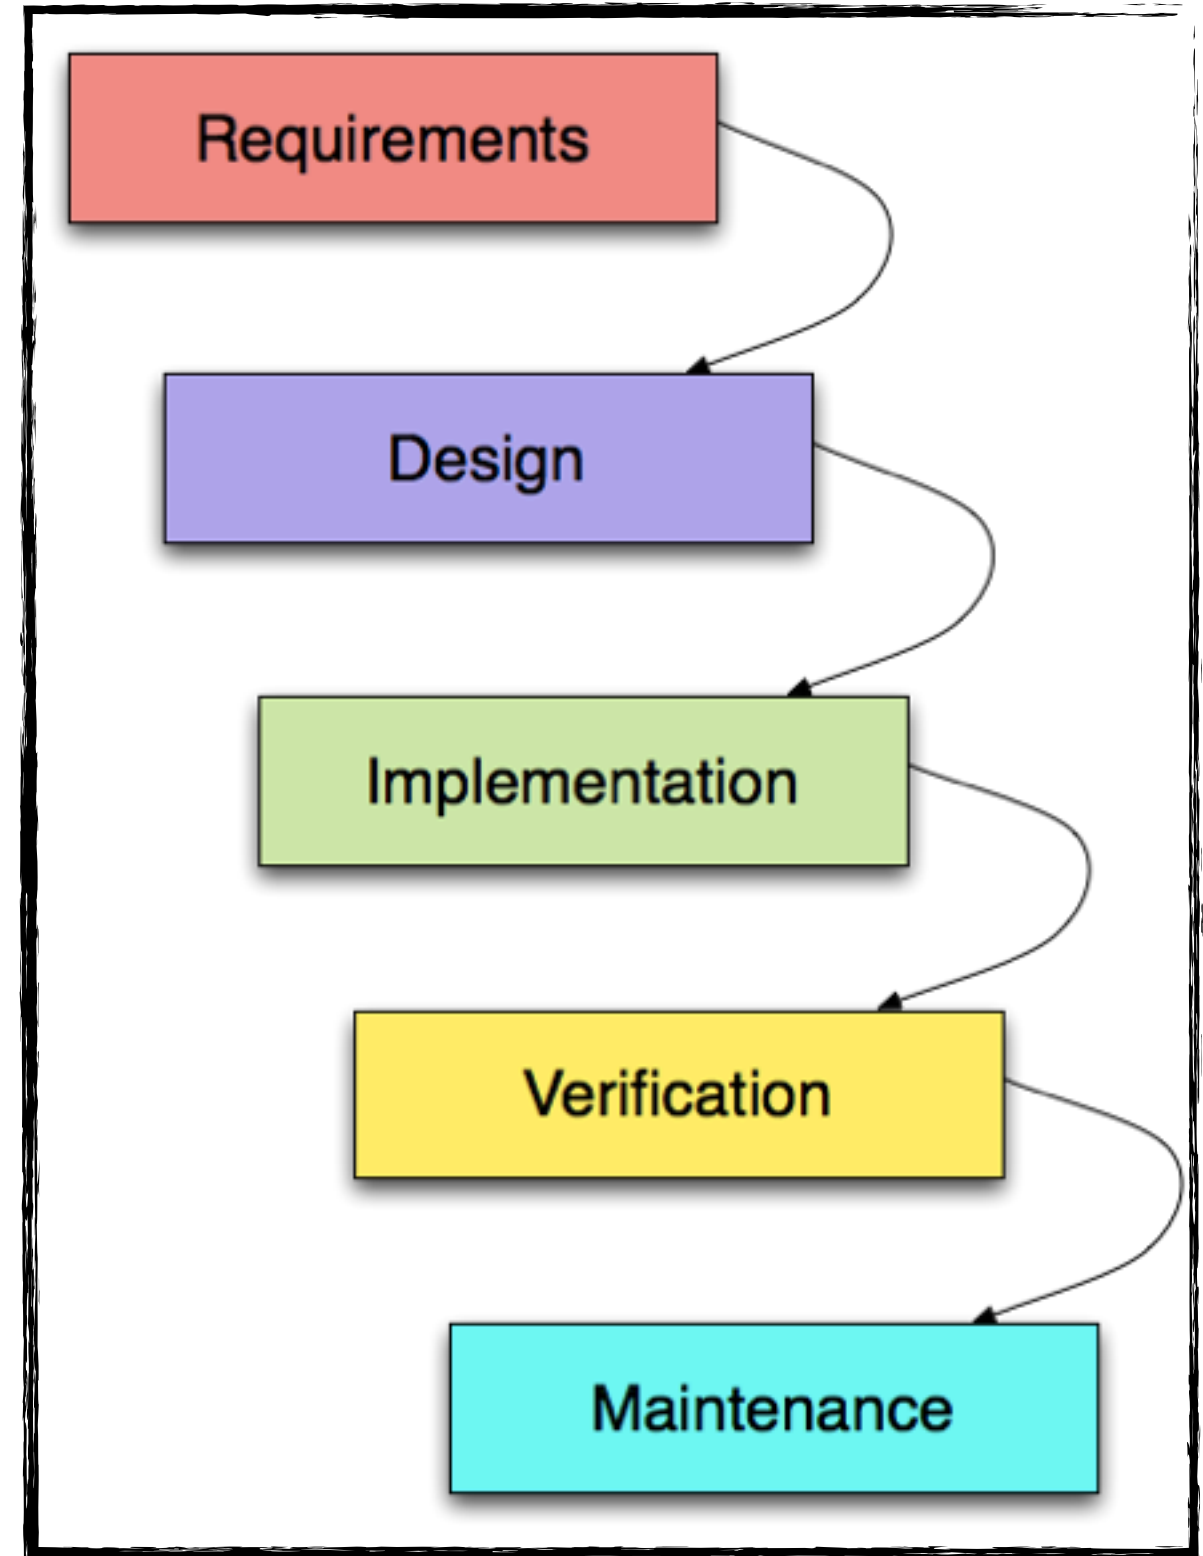 Requirements
Design
Implementation
Verification
Maintenance